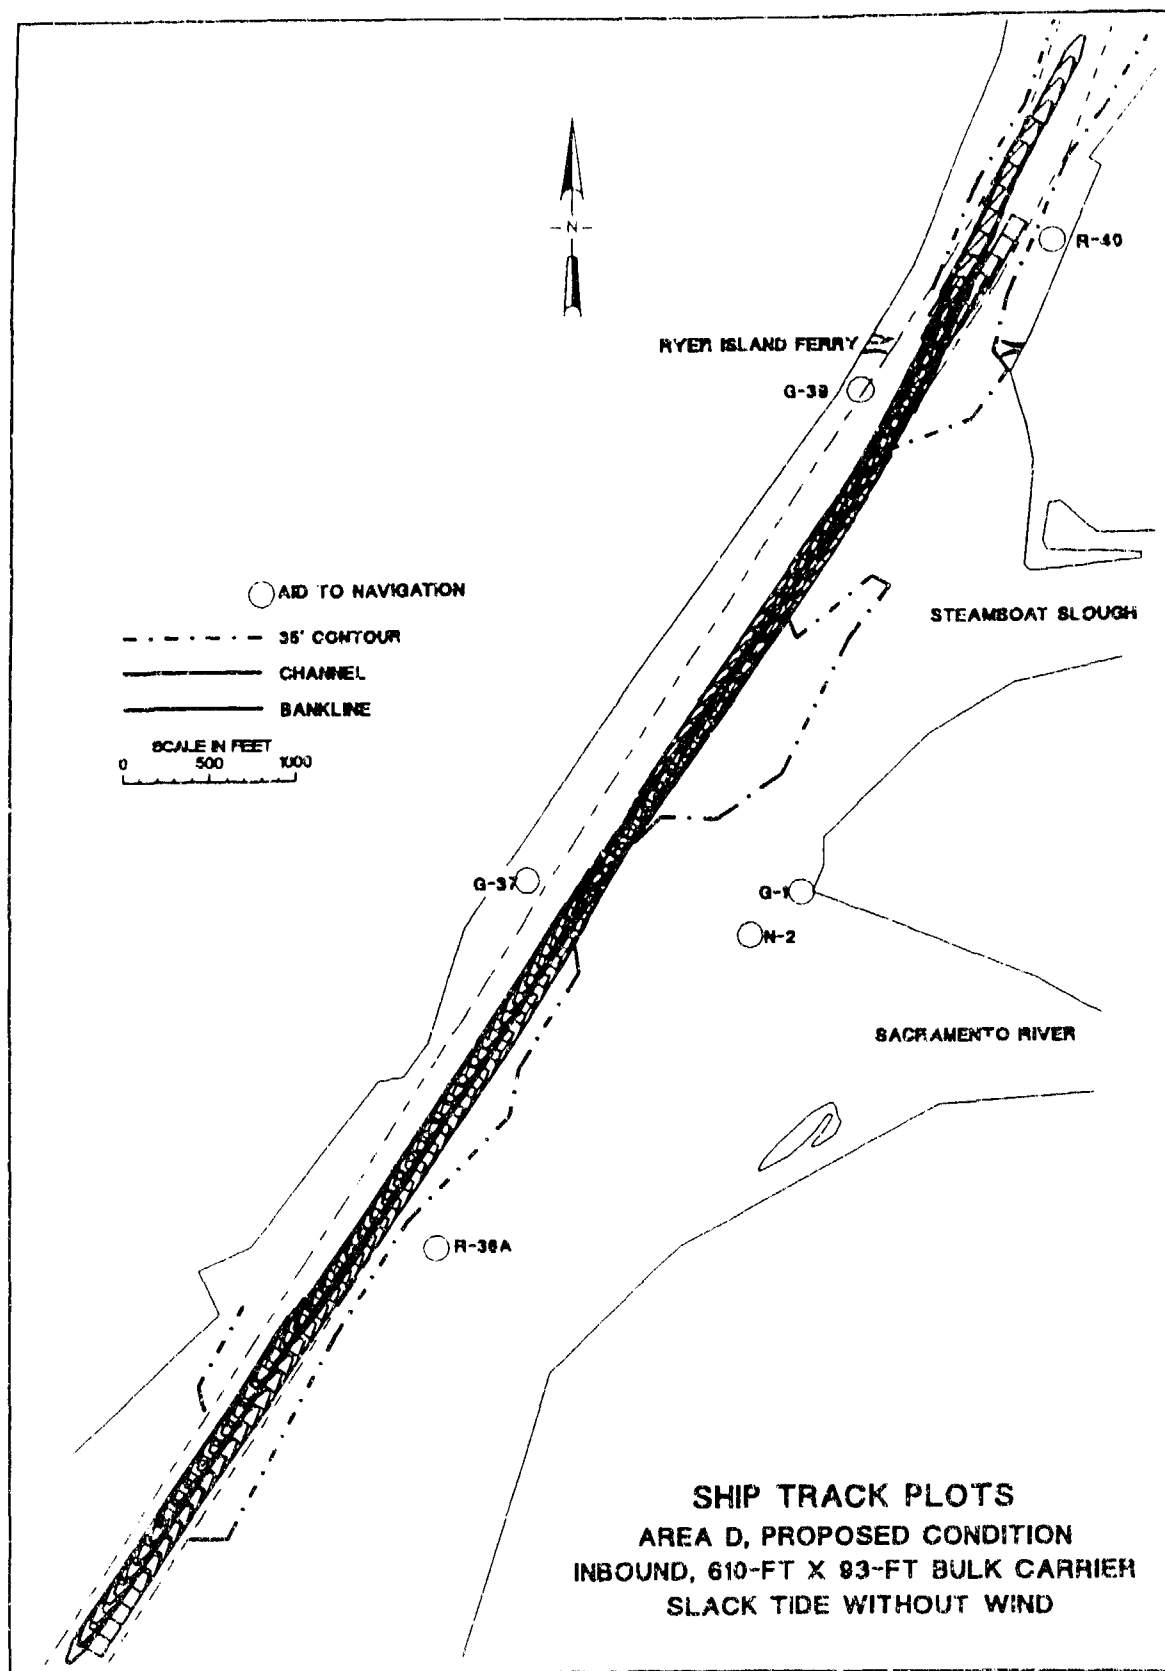 N
R-40
RYER ISLAND FERRY
G-39
AID TO NAVIGATION
35' CONTOUR
CHANNEL
BANKLINE
STEAMBOAT SLOUGH
SCALE IN FEET
0 500 1000
G-37
G-1
N-2
SACRAMENTO RIVER
R-36A
SHIP TRACK PLOTS
AREA D, PROPOSED CONDITION
INBOUND, 610-FT X 93-FT BULK CARRIER
SLACK TIDE WITHOUT WIND